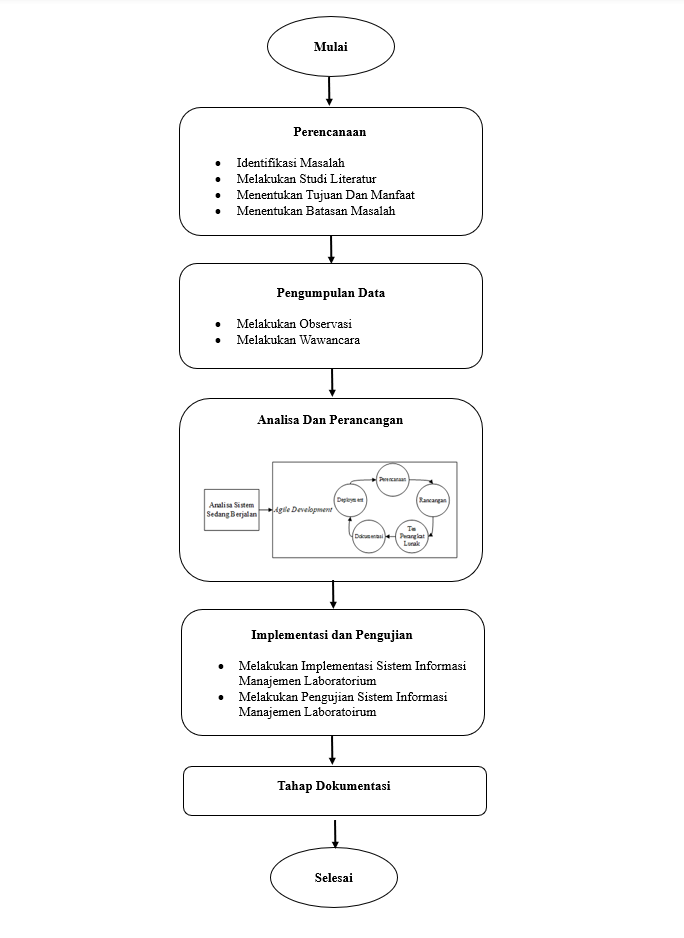 Mulai
Perencanaan
• Identifikasi Masalah
• Melakukan Studi Literatur
• Menentukan Tujuan Dan Manfaat
• Menentukan Batasan Masalah
Pengumpulan Data
• Melakukan Observasi
• Melakukan Wawancara
Analisa Dan Perancangan
Analisa Sistem
Sedang Berjalan
Agile Development
Perencanaan
Rancangan
Tes
Perangkat
Lunak
Dokumentasi
Deployment
Implementasi dan Pengujian
• Melakukan Implementasi Sistem Informasi
Manajemen Laboratorium
• Melakukan Pengujian Sistem Informasi
Manajemen Laboratoirum
Tahap Dokumentasi
Selesai